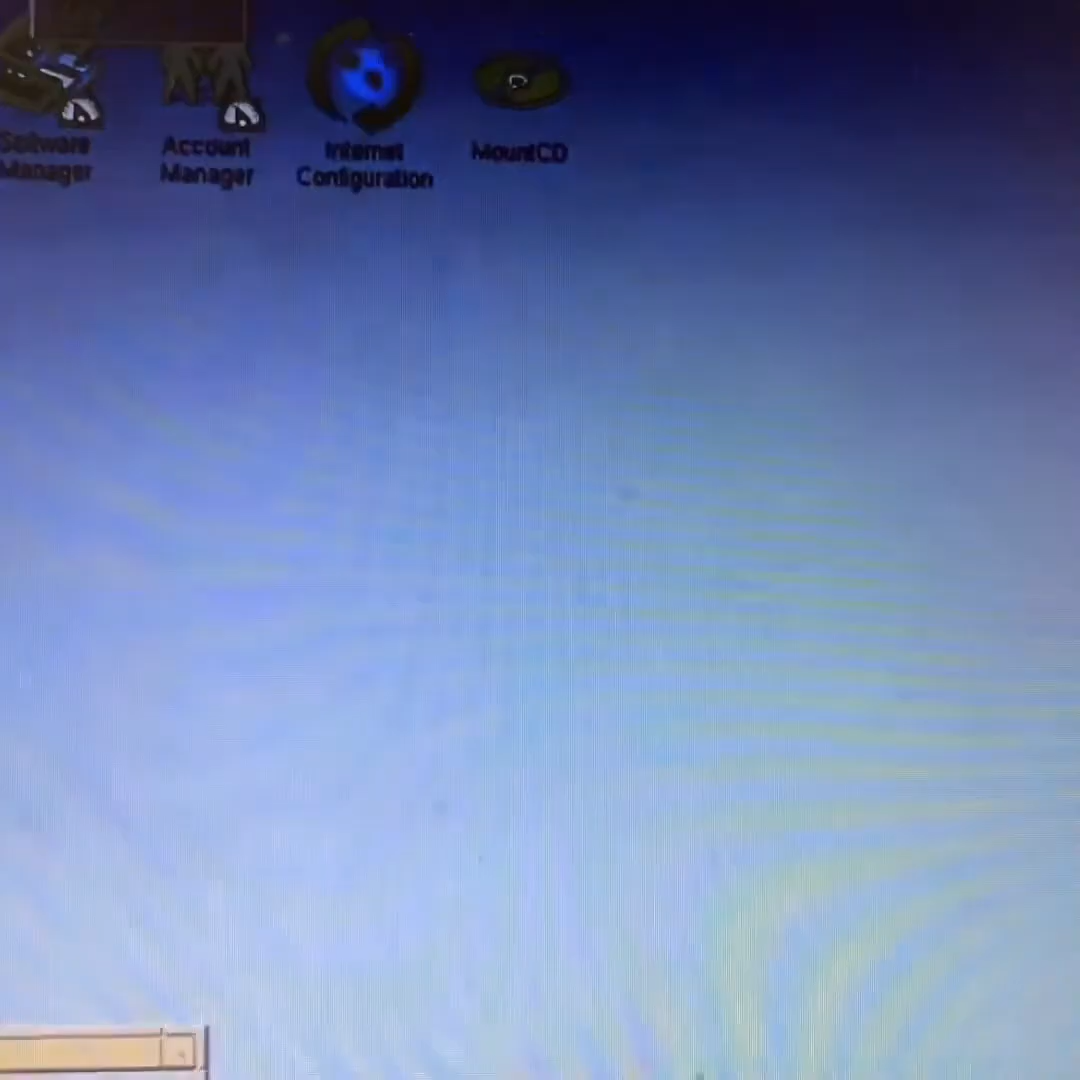 Software
Manager
Account
Manager
Internet
Configuration
MountCD